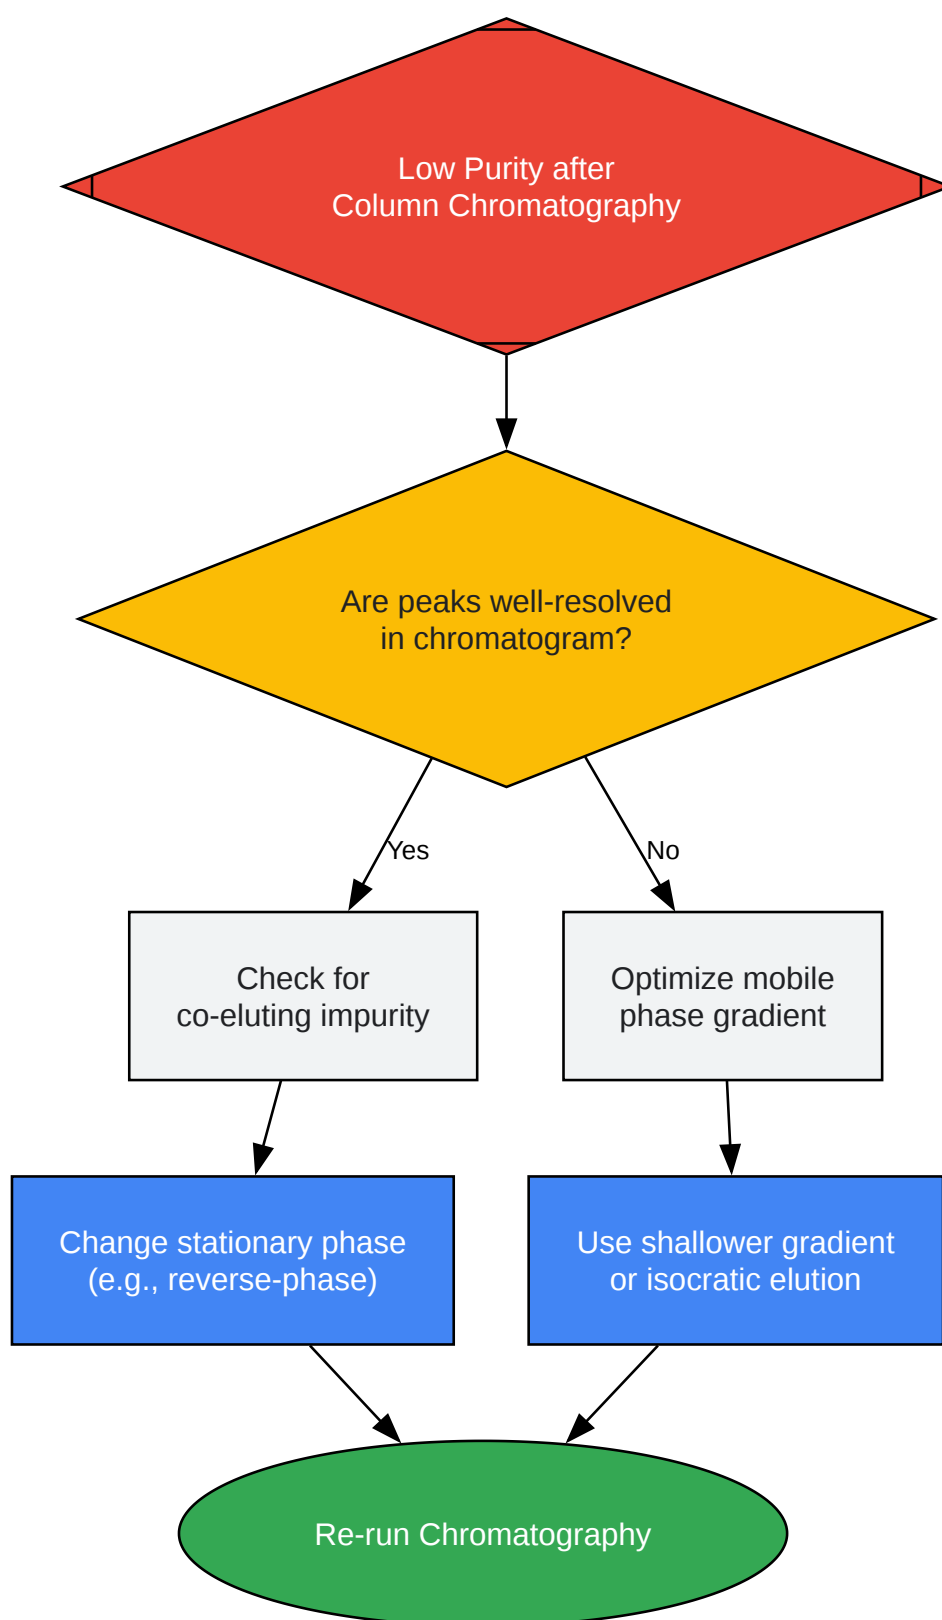 Low Purity after
Column Chromatography
Are peaks well-resolved
in chromatogram?
Yes
No
Check for
co-eluting impurity
Optimize mobile
phase gradient
Change stationary phase
(e.g., reverse-phase)
Use shallower gradient
or isocratic elution
Re-run Chromatography